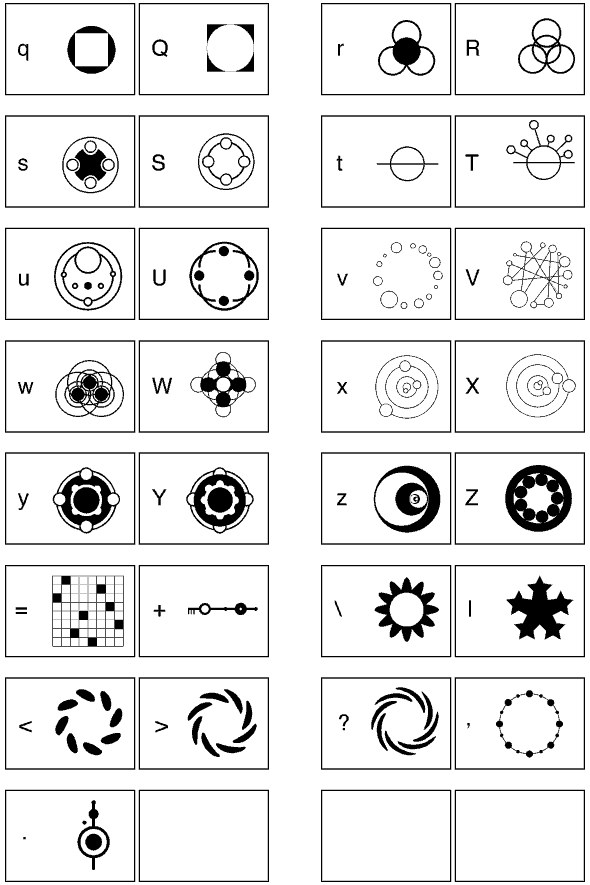 q Q r R
s S t T
u U v V
w W x X
y Y z Z
= + \ |
< > ? ,
.